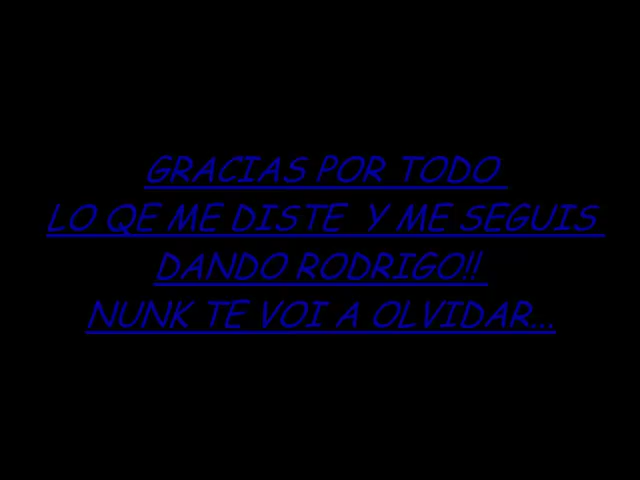 GRACIAS POR TODO
LO QE ME DISTE Y ME SEGUIS
DANDO RODRIGO!!
NUNK TE VOI A OLVIDAR...